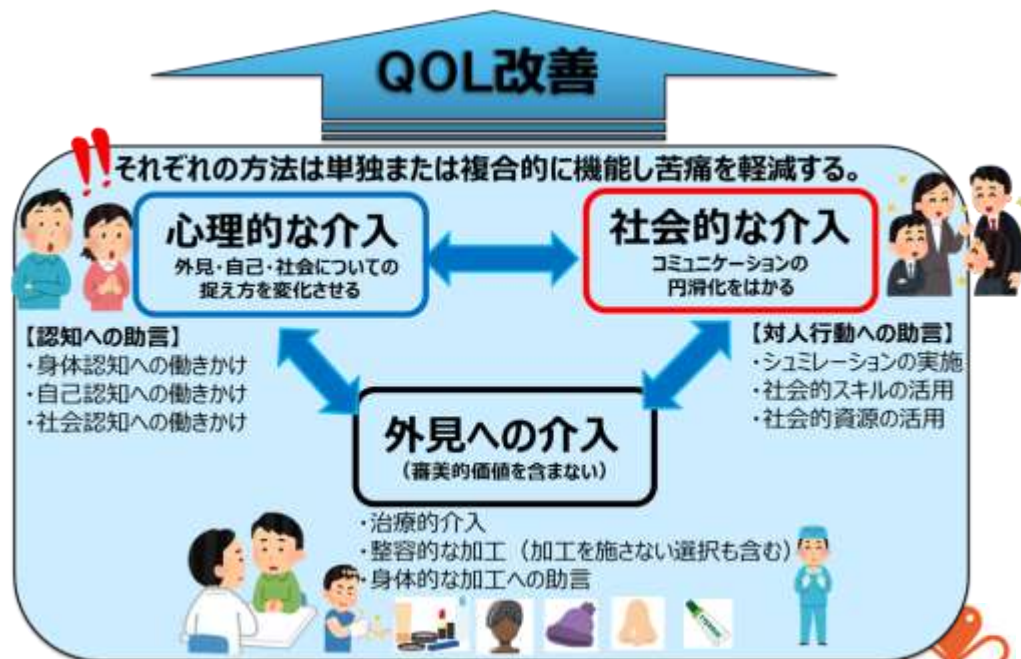 QOL改善
‼それぞれの方法は単独または複合的に機能し苦痛を軽減する。
心理的な介入
外見・自己・社会についての
捉え方を変化させる
社会的な介入
コミュニケーションの
円滑化をはかる
【認知への助言】
・身体認知への働きかけ
・自己認知への働きかけ
・社会認知への働きかけ
【対人行動への助言】
・シュミレーションの実施
・社会的スキルの活用
・社会的資源の活用
外見への介入
（審美的価値を含まない）
・治療的介入
・整容的な加工（加工を施さない選択も含む）
・身体的な加工への助言